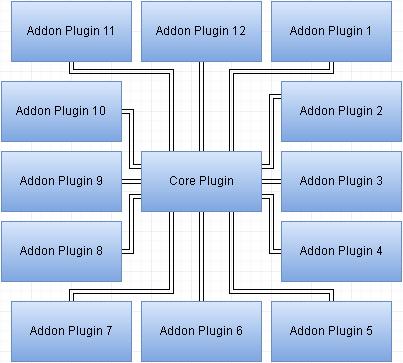 Addon Plugin 11
Addon Plugin 12
Addon Plugin 1
Addon Plugin 10
Addon Plugin 2
Addon Plugin 9
Core Plugin
Addon Plugin 3
Addon Plugin 8
Addon Plugin 4
Addon Plugin 7
Addon Plugin 6
Addon Plugin 5